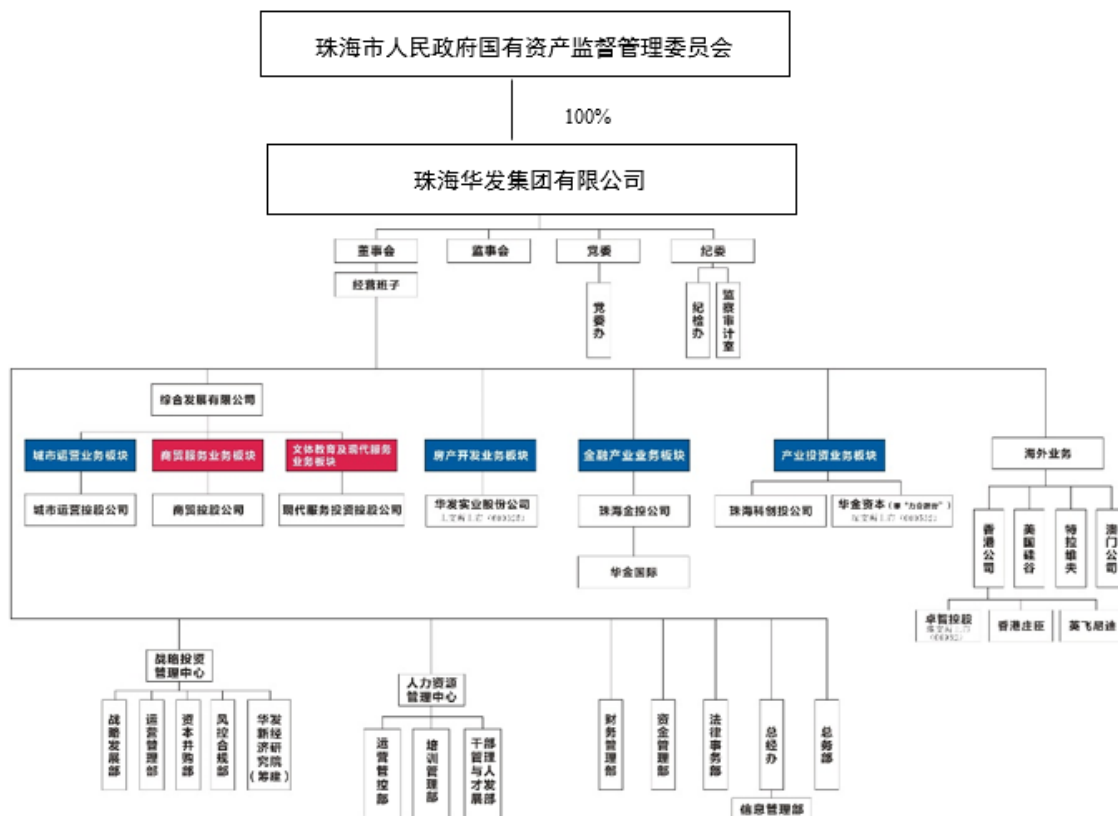 珠海市人民政府国有资产监督管理委员会
100%
珠海华发集团有限公司
董事会
监事会
党委
纪委
经营班子
党委办
纪检办
监察审计室
综合发展有限公司
城市运营业务板块
商贸服务业务板块
文体教育及现代服务
业务板块
房产开发业务板块
金融产业业务板块
产业投资业务板块
海外业务
城市运营控股公司
商贸控股公司
现代服务投资控股公司
华发实业股份公司
珠海金控公司
珠海科创投公司
华金资本
华金国际
香港公司
美国硅谷
特拉维夫
澳门公司
卓智控股
香港庄臣
英飞尼迪
战略投资
管理中心
人力资源
管理中心
战略发展部
运营管理部
资本并购部
风控合规部
华发
新经
济研
究院
(筹建)
运营管控部
培训管理部
干部
管理
与人
才发
展部
财务管理部
资金管理部
法律事务部
总经办
总务部
信息管理部